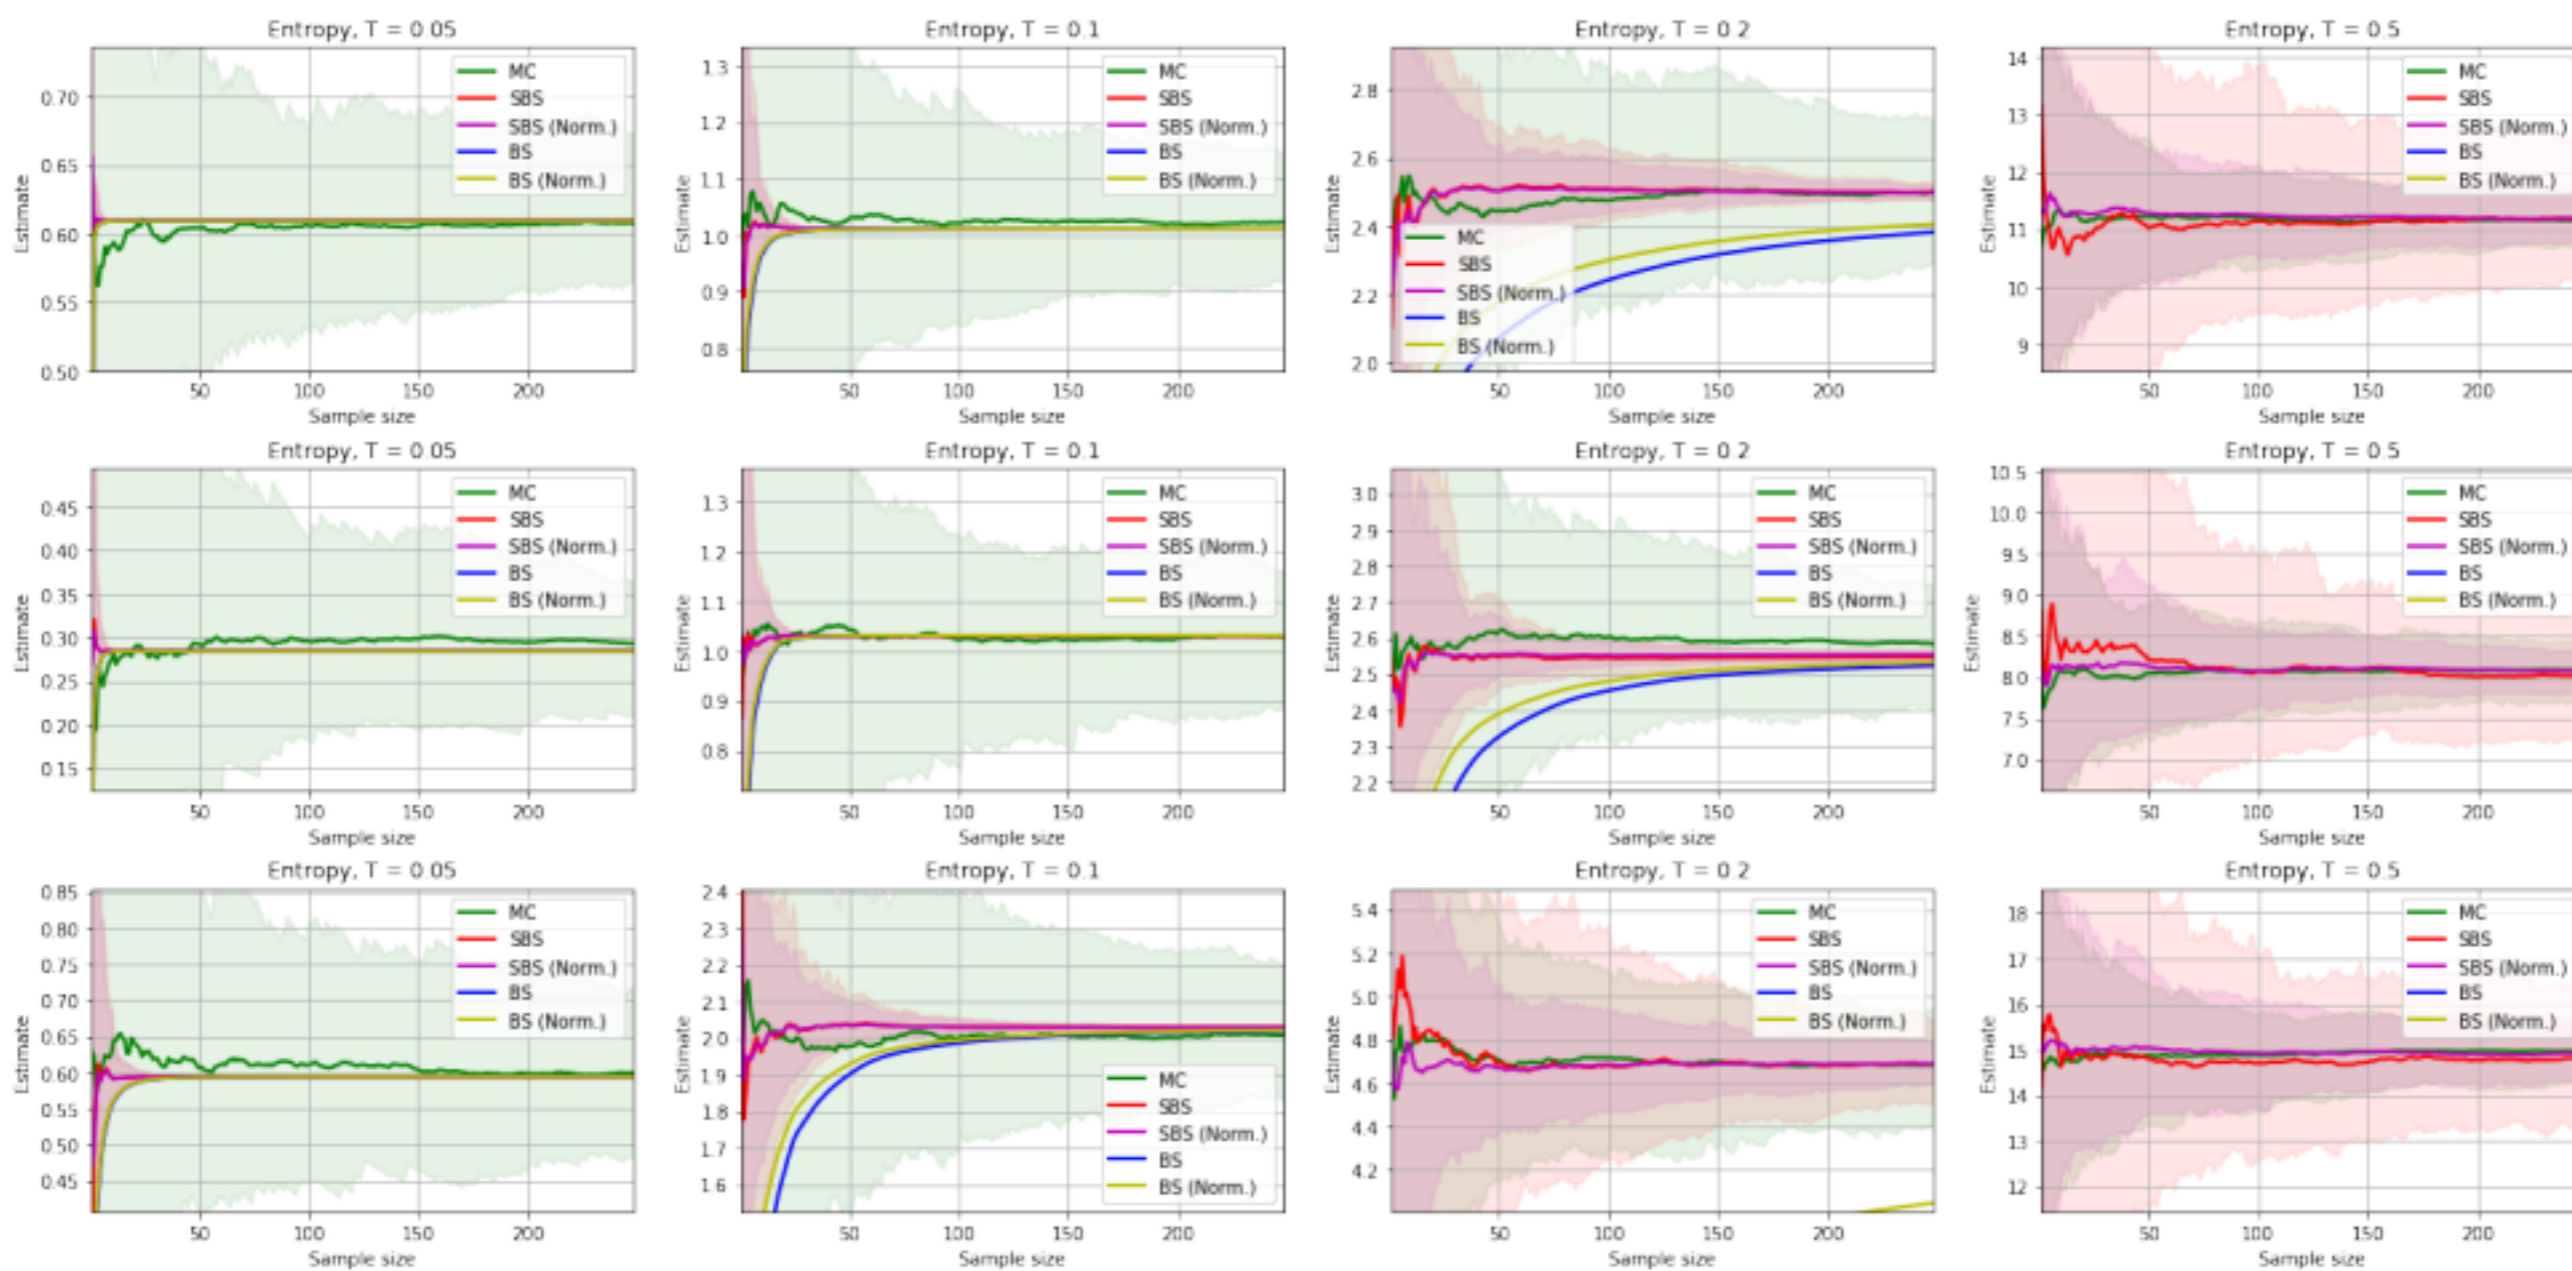 Entropy, T = 0.05
Estimate
0.70
0.65
0.60
0.55
0.50
MC
SBS
SBS (Norm.)
BS
BS (Norm.)
50 100 150 200
Sample size
Entropy, T = 0.1
Estimate
1.3
1.2
1.1
1.0
0.9
0.8
MC
SBS
SBS (Norm.)
BS
BS (Norm.)
50 100 150 200
Sample size
Entropy, T = 0.2
Estimate
2.8
2.6
2.4
2.2
2.0
MC
SBS
SBS (Norm.)
BS
BS (Norm.)
50 100 150 200
Sample size
Entropy, T = 0.5
Estimate
14
13
12
11
10
9
MC
SBS
SBS (Norm.)
BS
BS (Norm.)
50 100 150 200
Sample size
Entropy, T = 0.05
Estimate
0.45
0.40
0.35
0.30
0.25
0.20
0.15
MC
SBS
SBS (Norm.)
BS
BS (Norm.)
50 100 150 200
Sample size
Entropy, T = 0.1
Estimate
1.3
1.2
1.1
1.0
0.9
0.8
MC
SBS
SBS (Norm.)
BS
BS (Norm.)
50 100 150 200
Sample size
Entropy, T = 0.2
Estimate
3.0
2.9
2.8
2.7
2.6
2.5
2.4
2.3
2.2
MC
SBS
SBS (Norm.)
BS
BS (Norm.)
50 100 150 200
Sample size
Entropy, T = 0.5
Estimate
10.5
10.0
9.5
9.0
8.5
8.0
7.5
7.0
MC
SBS
SBS (Norm.)
BS
BS (Norm.)
50 100 150 200
Sample size
Entropy, T = 0.05
Estimate
0.85
0.80
0.75
0.70
0.65
0.60
0.55
0.50
0.45
MC
SBS
SBS (Norm.)
BS
BS (Norm.)
50 100 150 200
Sample size
Entropy, T = 0.1
Estimate
2.4
2.3
2.2
2.1
2.0
1.9
1.8
1.7
1.6
MC
SBS
SBS (Norm.)
BS
BS (Norm.)
50 100 150 200
Sample size
Entropy, T = 0.2
Estimate
5.4
5.2
5.0
4.8
4.6
4.4
4.2
MC
SBS
SBS (Norm.)
BS
BS (Norm.)
50 100 150 200
Sample size
Entropy, T = 0.5
Estimate
18
17
16
15
14
13
12
MC
SBS
SBS (Norm.)
BS
BS (Norm.)
50 100 150 200
Sample size